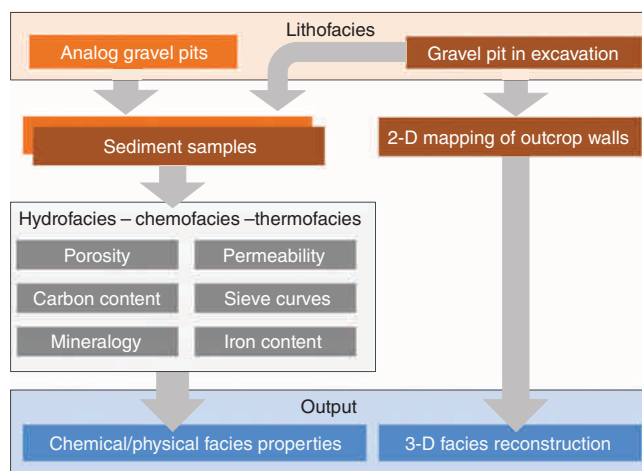 Lithofacies
Analog gravel pits
Gravel pit in excavation
Sediment samples
2-D mapping of outcrop walls
Hydrofacies – chemofacies –thermofacies
Porosity
Permeability
Carbon content
Sieve curves
Mineralogy
Iron content
Output
Chemical/physical facies properties
3-D facies reconstruction